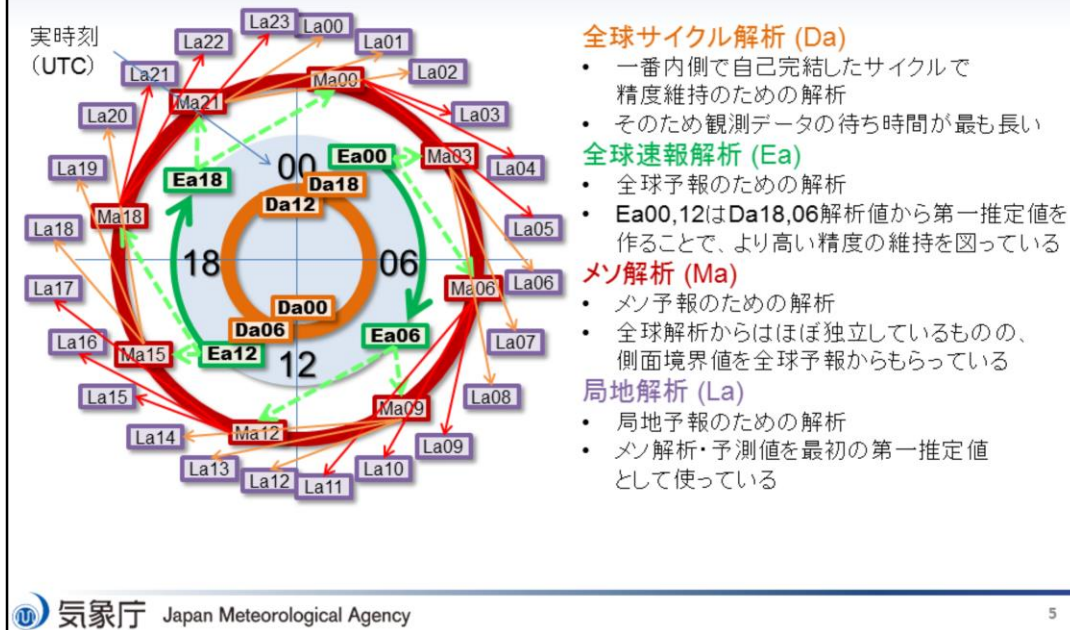 実時刻
（UTC）
La23
La00
La22
La01
La21
La02
La20
Ma21
Ma00
La03
La19
Ea18
00
Ea00
Ma03
La04
Da18
Da12
Ma18
La05
La18
18
06
La06
La17
Da00
Ma06
La16
Da06
Ea06
La07
Ma15
Ea12
12
La15
La08
Ma09
La14
Ma12
La09
La13
La12
La11
La10
全球サイクル解析 (Da)
• 一番内側で自己完結したサイクルで
精度維持のための解析
• そのため観測データの待ち時間が最も長い
全球速報解析 (Ea)
• 全球予報のための解析
• Ea00,12はDa18,06解析値から第一推定値を
作ることで、より高い精度の維持を図っている
メソ解析 (Ma)
• メソ予報のための解析
• 全球解析からはほぼ独立しているものの、
側面境界値を全球予報からもらっている
局地解析 (La)
• 局地予報のための解析
• メソ解析・予測値を最初の第一推定値
として使っている
気象庁 Japan Meteorological Agency
5